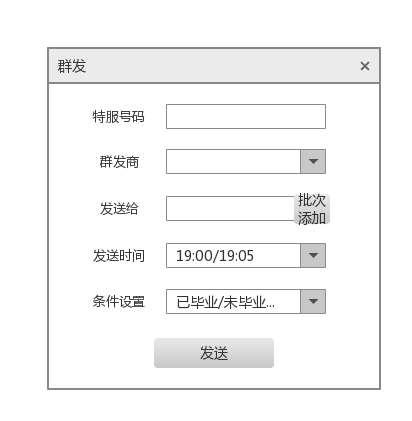 群发
特服号码
群发商
发送给
批次
添加
发送时间
19:00/19:05
条件设置
已毕业/未毕业...
发送